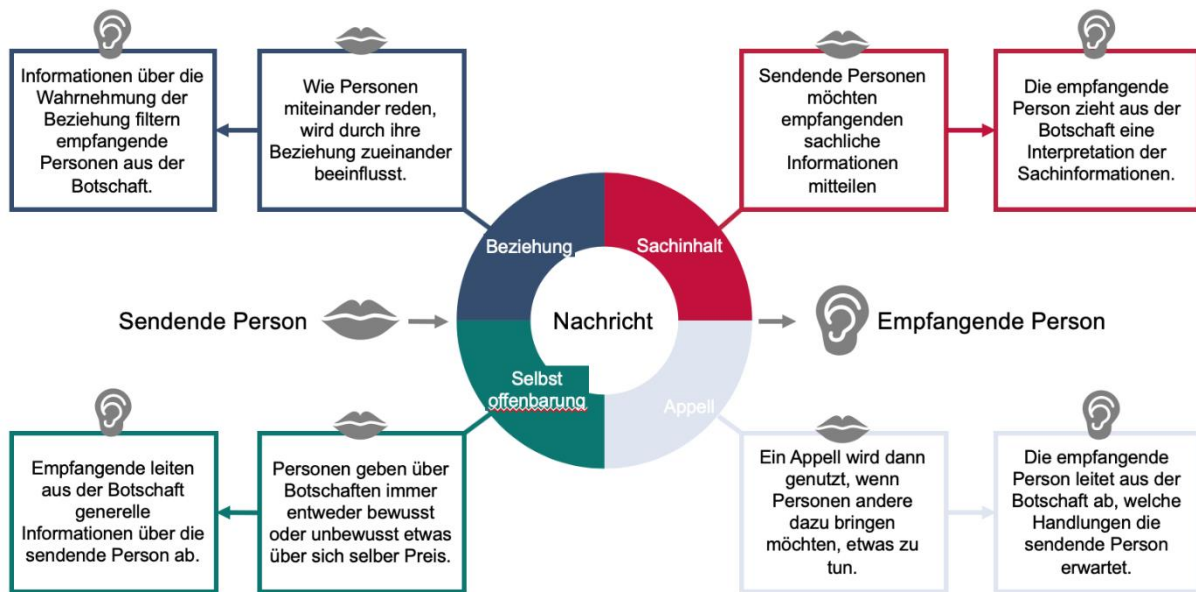 Informationen über die
Wahrnehmung der
Beziehung filtern
empfangende
Personen aus der
Botschaft.
Wie Personen
miteinander reden,
wird durch ihre
Beziehung zueinander
beeinflusst.
Sendende Personen
möchten
empfangenden
sachliche
Informationen
mitteilen
Die empfangende
Person zieht aus der
Botschaft eine
Interpretation der
Sachinformationen.
Beziehung
Sachinhalt
Sendende Person
Nachricht
Empfangende Person
Selbst
offenbarung
Appell
Empfangende leiten
aus der Botschaft
generelle
Informationen über die
sendende Person ab.
Personen geben über
Botschaften immer
entweder bewusst
oder unbewusst etwas
über sich selber Preis.
Ein Appell wird dann
genutzt, wenn
Personen andere
dazu bringen
möchten, etwas zu
tun.
Die empfangende
Person leitet aus der
Botschaft ab, welche
Handlungen die
sendende Person
erwartet.